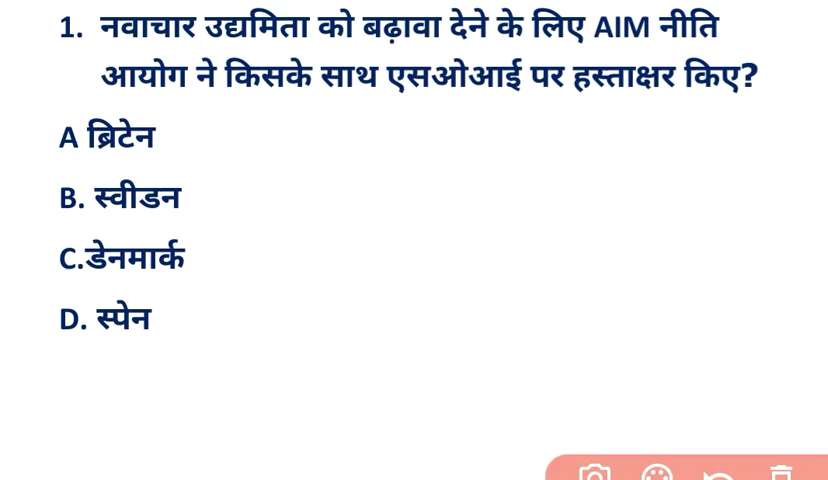 1. नवाचार उद्यमिता को बढ़ावा देने के लिए AIM नीति
आयोग ने किसके साथ एसओआई पर हस्ताक्षर किए?
A ब्रिटेन
B. स्वीडन
C.डेनमार्क
D. स्पेन